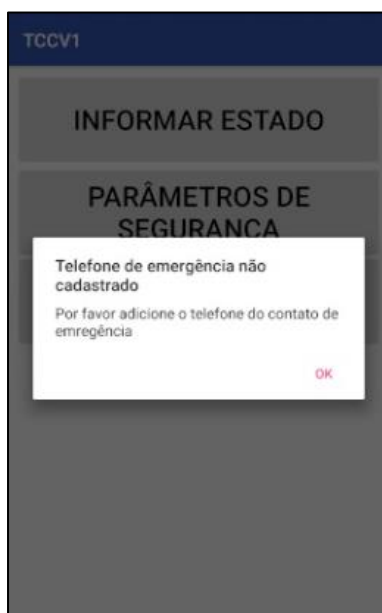 TCCV1
INFORMAR ESTADO
PARÂMETROS DE
SEGURANÇA
Telefone de emergência não
cadastrado
Por favor adicione o telefone do contato de
emregência
OK